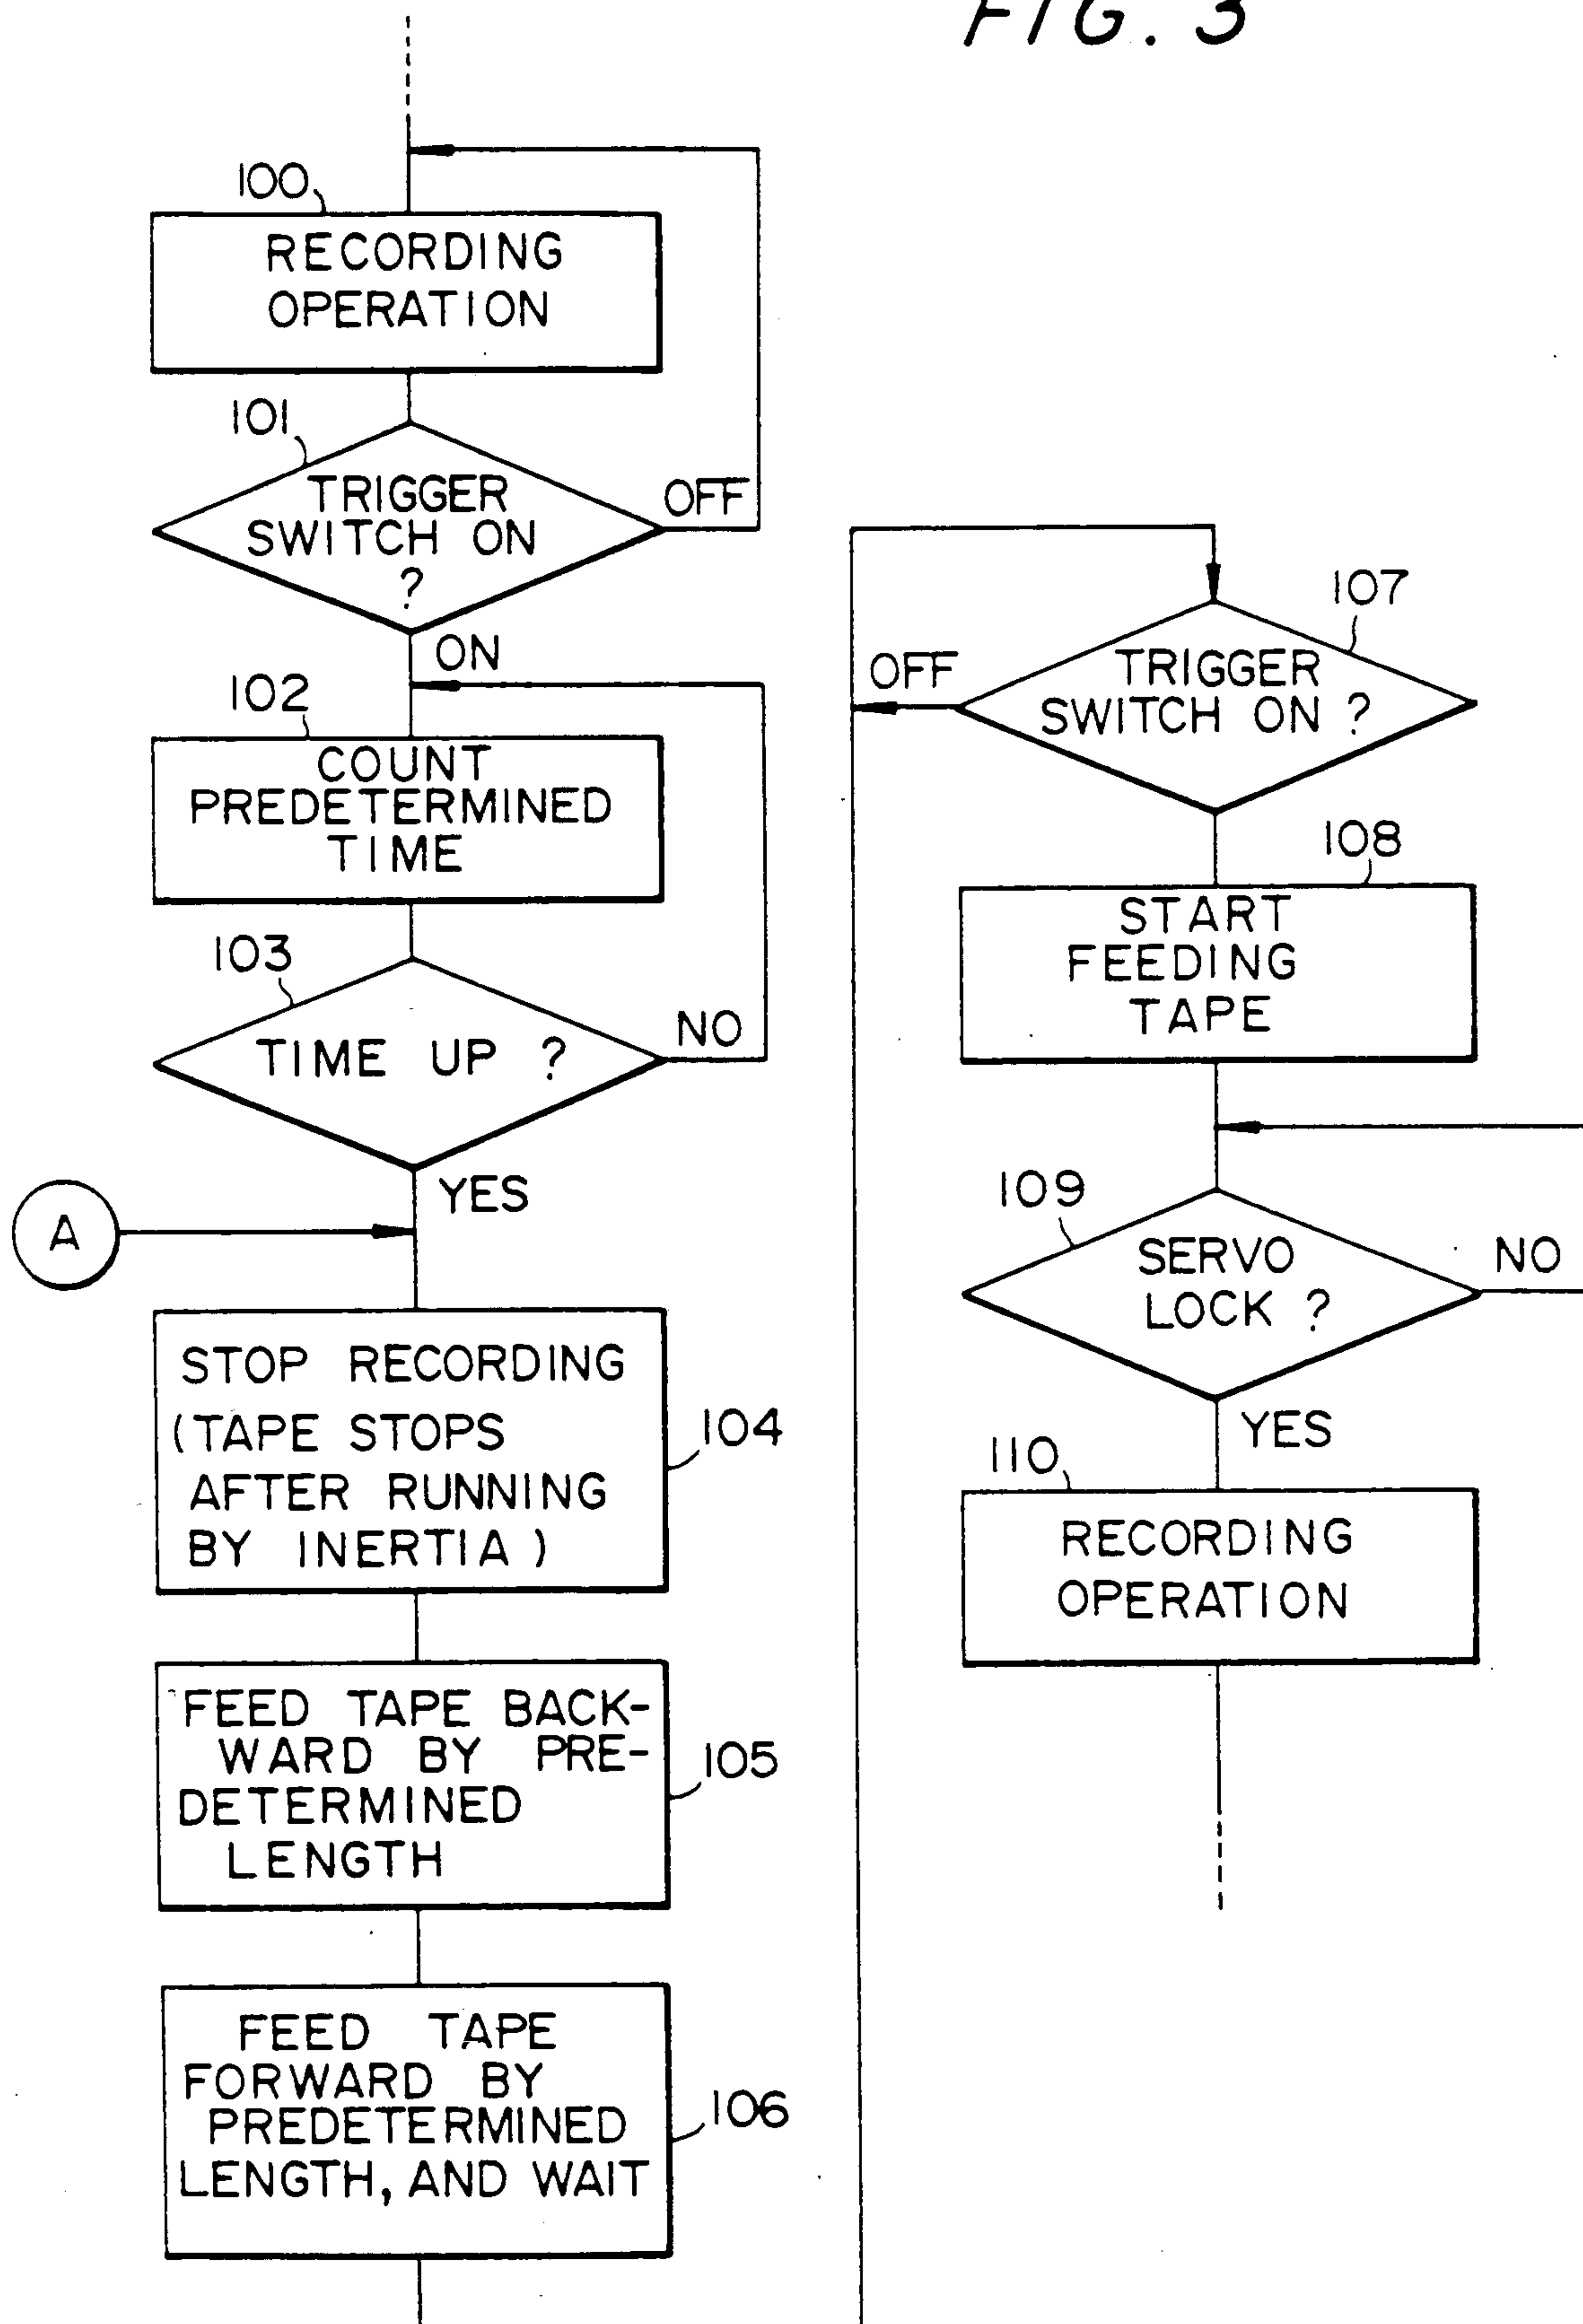 FIG. 3
100
RECORDING
OPERATION
101
TRIGGER
SWITCH ON
?
OFF
ON
102
COUNT
PREDETERMINED
TIME
103
TIME UP ?
NO
YES
A
STOP RECORDING
(TAPE STOPS
AFTER RUNNING
BY INERTIA)
104
FEED TAPE BACK-
WARD BY PRE-
DETERMINED
LENGTH
105
FEED TAPE
FORWARD BY
PREDETERMINED
LENGTH, AND WAIT
106
107
TRIGGER
SWITCH ON ?
OFF
108
START
FEEDING
TAPE
109
SERVO
LOCK ?
NO
YES
110
RECORDING
OPERATION